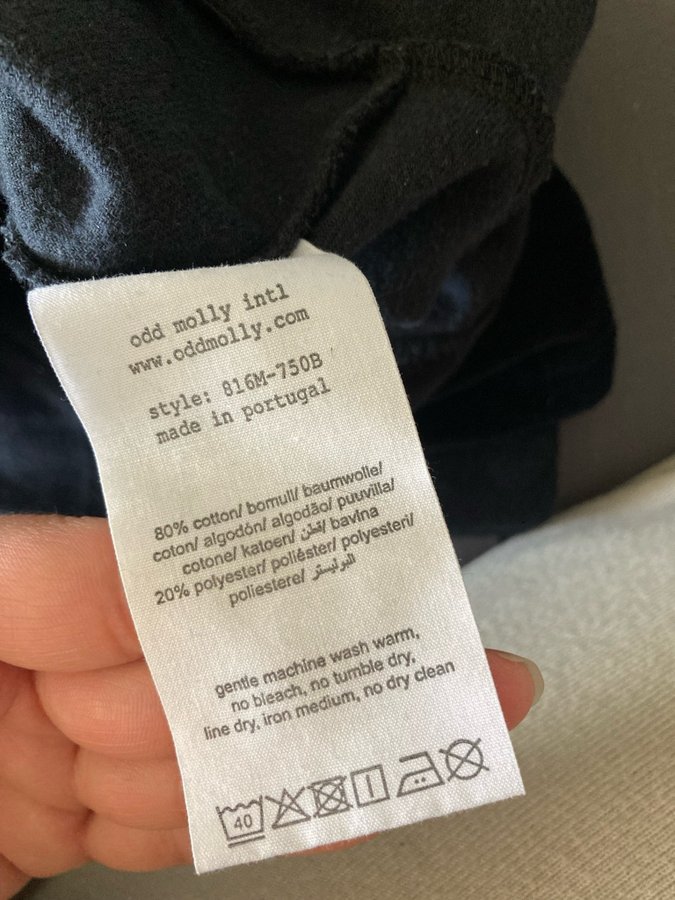 odd molly intl
www.oddmolly.com
style: 816M-750B
made in portugal
80% cotton/ bomull/ baumwolle/
coton/ algodón/ algodão/ puuvilla/
cotone/ katoen/ قطن/ bavlna
20% polyester/ poliéster/ polyesteri/
poliestere/ البوليستر
gentle machine wash warm,
no bleach, no tumble dry,
line dry, iron medium, no dry clean
40